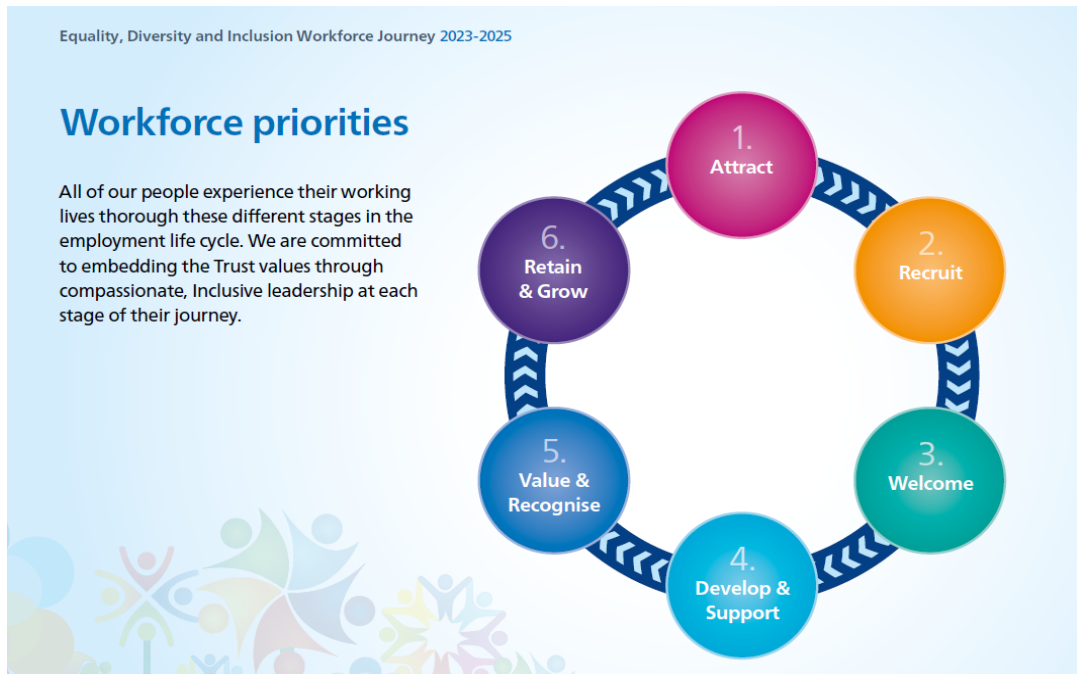 Equality, Diversity and Inclusion Workforce Journey 2023-2025
Workforce priorities
All of our people experience their working
lives thorough these different stages in the
employment life cycle. We are committed
to embedding the Trust values through
compassionate, Inclusive leadership at each
stage of their journey.
1.
Attract
2.
Recruit
3.
Welcome
4.
Develop &
Support
5.
Value &
Recognise
6.
Retain
& Grow